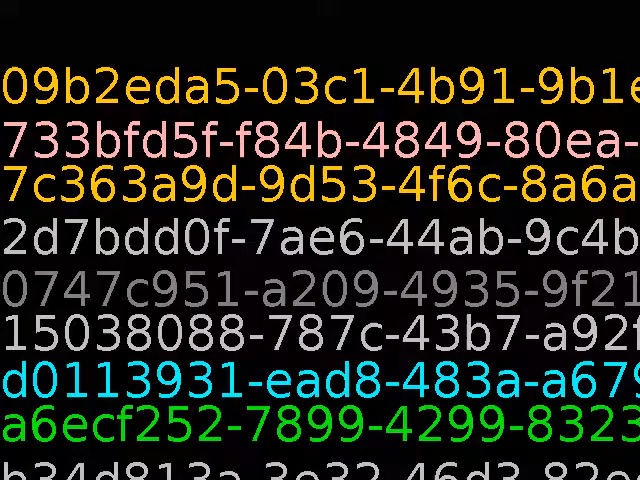 09b2eda5-03c1-4b91-9b1e
733bfd5f-f84b-4849-80ea-
7c363a9d-9d53-4f6c-8a6a
2d7bdd0f-7ae6-44ab-9c4b
0747c951-a209-4935-9f21
15038088-787c-43b7-a92f
d0113931-ead8-483a-a679
a6ecf252-7899-4299-8323